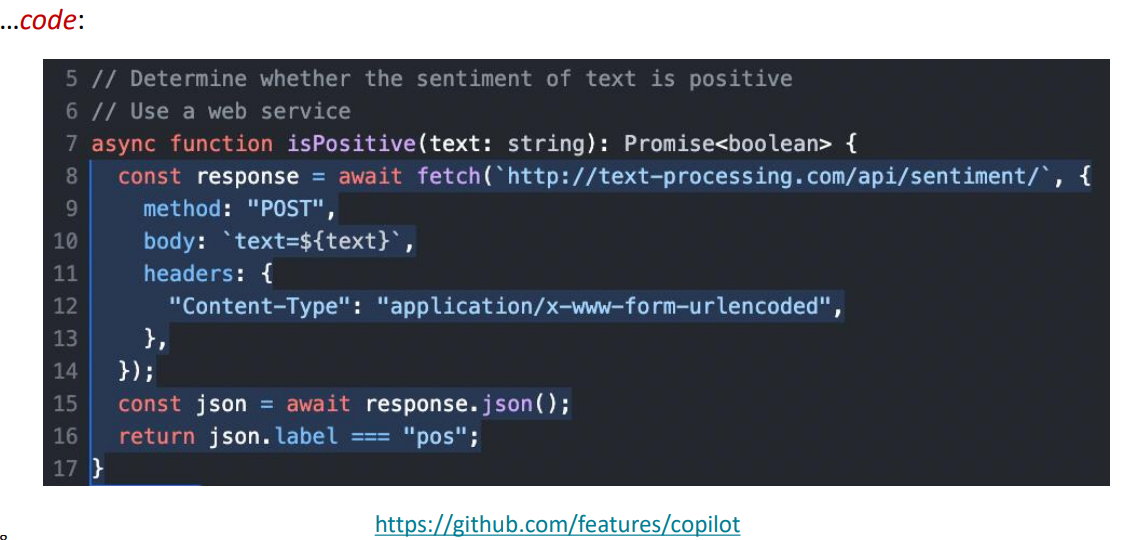 ...code:
5 // Determine whether the sentiment of text is positive
6 // Use a web service
7 async function isPositive(text: string): Promise<boolean> {
8 const response = await fetch(`http://text-processing.com/api/sentiment/`, {
9 method: "POST",
10 body: `text=${text}`,
11 headers: {
12 "Content-Type": "application/x-www-form-urlencoded",
13 },
14 });
15 const json = await response.json();
16 return json.label === "pos";
17 }
https://github.com/features/copilot